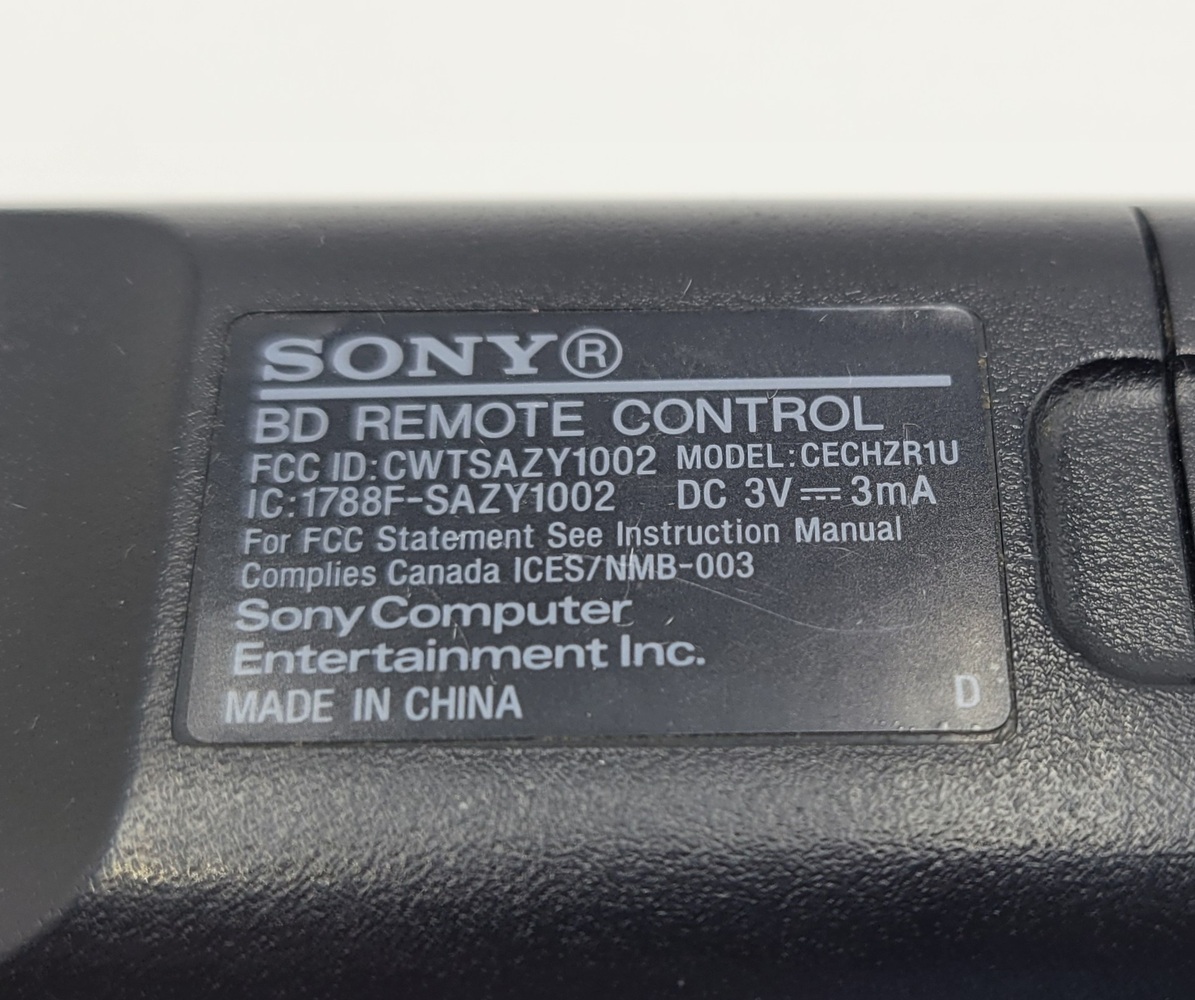 SONY®
BD REMOTE CONTROL
FCC ID:CWTSAZY1002 MODEL:CECHZR1U
IC:1788F-SAZY1002 DC 3V⎓3mA
For FCC Statement See Instruction Manual
Complies Canada ICES/NMB-003
Sony Computer
Entertainment Inc.
MADE IN CHINA D